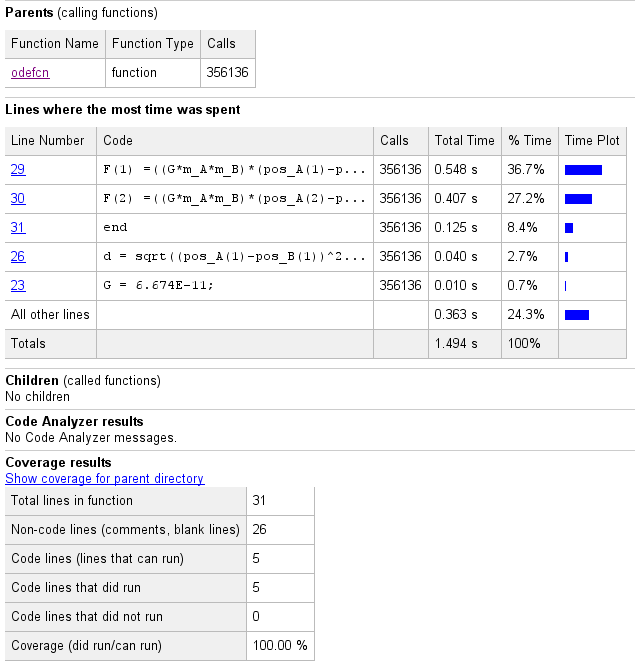 Parents (calling functions)
Function Name Function Type Calls
odefcn function 356136
Lines where the most time was spent
Line Number Code Calls Total Time % Time Time Plot
29 F(1) =((G*m_A*m_B)*(pos_A(1)-p... 356136 0.548 s 36.7%
30 F(2) =((G*m_A*m_B)*(pos_A(2)-p... 356136 0.407 s 27.2%
31 end 356136 0.125 s 8.4%
26 d = sqrt((pos_A(1)-pos_B(1))^2... 356136 0.040 s 2.7%
23 G = 6.674E-11; 356136 0.010 s 0.7%
All other lines 0.363 s 24.3%
Totals 1.494 s 100%
Children (called functions)
No children
Code Analyzer results
No Code Analyzer messages.
Coverage results
Show coverage for parent directory
Total lines in function 31
Non-code lines (comments, blank lines) 26
Code lines (lines that can run) 5
Code lines that did run 5
Code lines that did not run 0
Coverage (did run/can run) 100.00 %